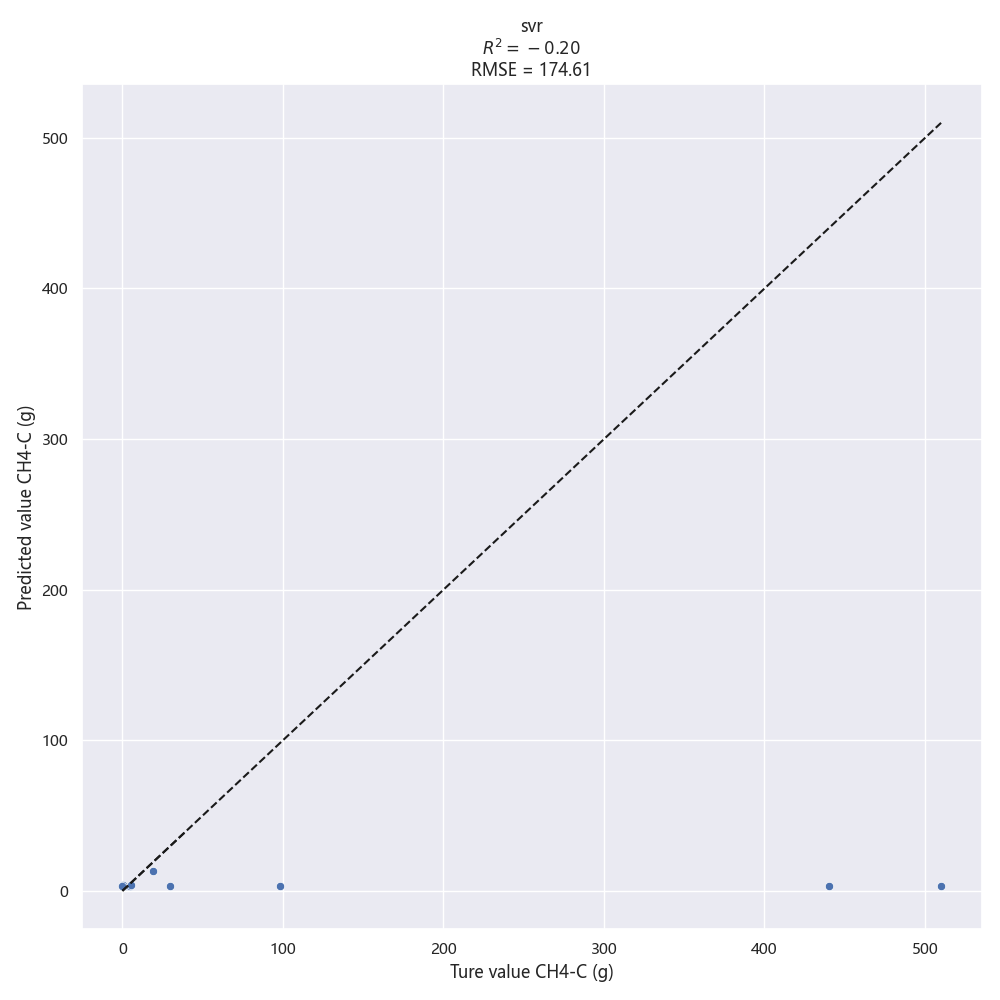 svr
R² = −0.20
RMSE = 174.61
500
400
300
200
100
0
Predicted value CH4-C (g)
0 100 200 300 400 500
Ture value CH4-C (g)